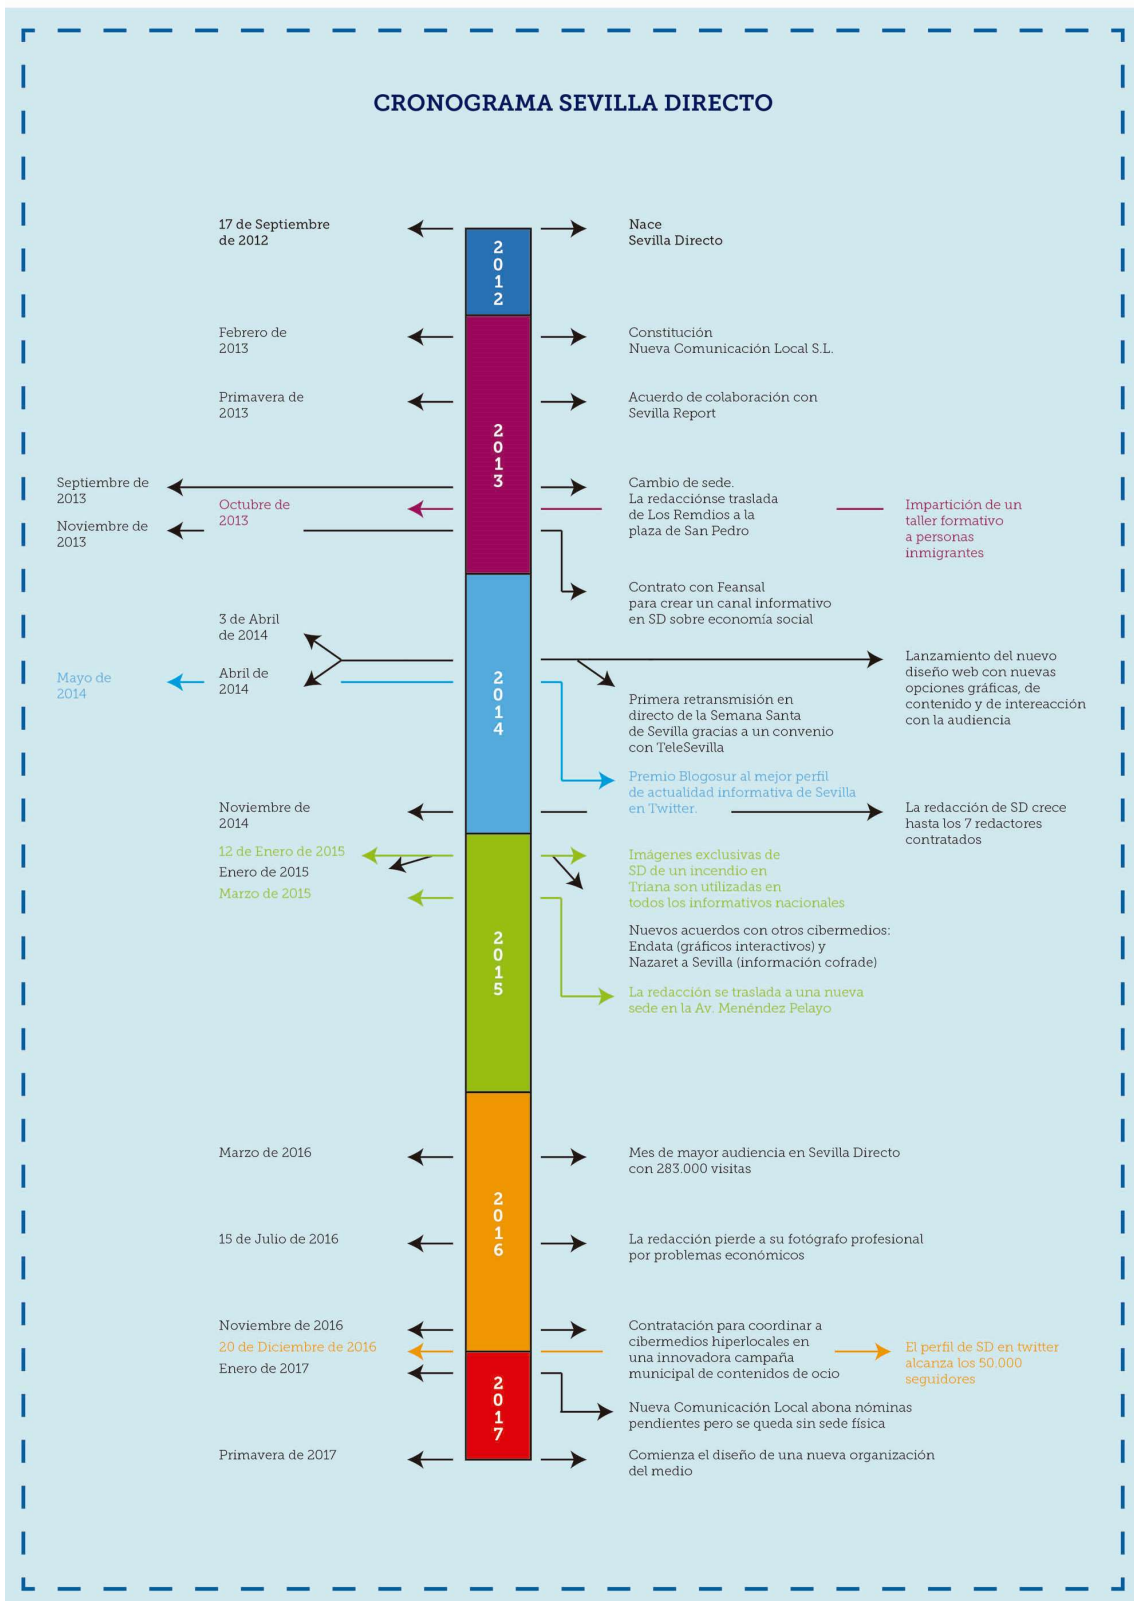 CRONOGRAMA SEVILLA DIRECTO
17 de Septiembre
de 2012
Nace
Sevilla Directo
2012
Febrero de
2013
Constitución
Nueva Comunicación Local S.L.
Primavera de
2013
Acuerdo de colaboración con
Sevilla Report
2013
Septiembre de
2013
Cambio de sede.
La redacciónse traslada
de Los Remdios a la
plaza de San Pedro
Octubre de
2013
Impartición de un
taller formativo
a personas
inmigrantes
Noviembre de
2013
Contrato con Feansal
para crear un canal informativo
en SD sobre economía social
3 de Abril
de 2014
Lanzamiento del nuevo
diseño web con nuevas
opciones gráficas, de
contenido y de intereacción
con la audiencia
Abril de
2014
Primera retransmisión en
directo de la Semana Santa
de Sevilla gracias a un convenio
con TeleSevilla
2014
Mayo de
2014
Premio Blogosur al mejor perfil
de actualidad informativa de Sevilla
en Twitter.
Noviembre de
2014
La redacción de SD crece
hasta los 7 redactores
contratados
12 de Enero de 2015
Imágenes exclusivas de
SD de un incendio en
Triana son utilizadas en
todos los informativos nacionales
Enero de 2015
Nuevos acuerdos con otros cibermedios:
Endata (gráficos interactivos) y
Nazaret a Sevilla (información cofrade)
Marzo de 2015
La redacción se traslada a una nueva
sede en la Av. Menéndez Pelayo
2015
Marzo de 2016
Mes de mayor audiencia en Sevilla Directo
con 283.000 visitas
2016
15 de Julio de 2016
La redacción pierde a su fotógrafo profesional
por problemas económicos
Noviembre de 2016
Contratación para coordinar a
cibermedios hiperlocales en
una innovadora campaña
municipal de contenidos de ocio
20 de Diciembre de 2016
El perfil de SD en twitter
alcanza los 50.000
seguidores
Enero de 2017
Nueva Comunicación Local abona nóminas
pendientes pero se queda sin sede física
2017
Primavera de 2017
Comienza el diseño de una nueva organización
del medio